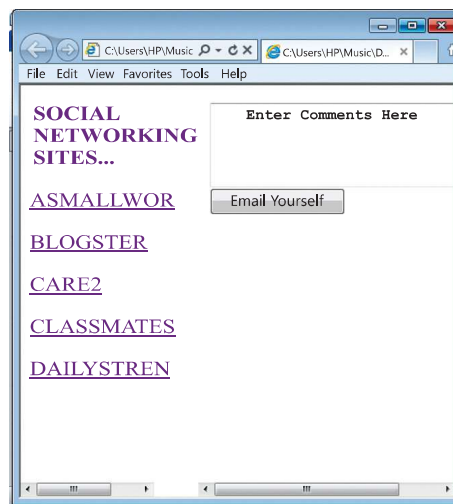 C:\Users\HP\Music
C:\Users\HP\Music\D...
File Edit View Favorites Tools Help
SOCIAL
NETWORKING
SITES...
ASMALLWOR
BLOGSTER
CARE2
CLASSMATES
DAILYSTREN
Enter Comments Here
Email Yourself